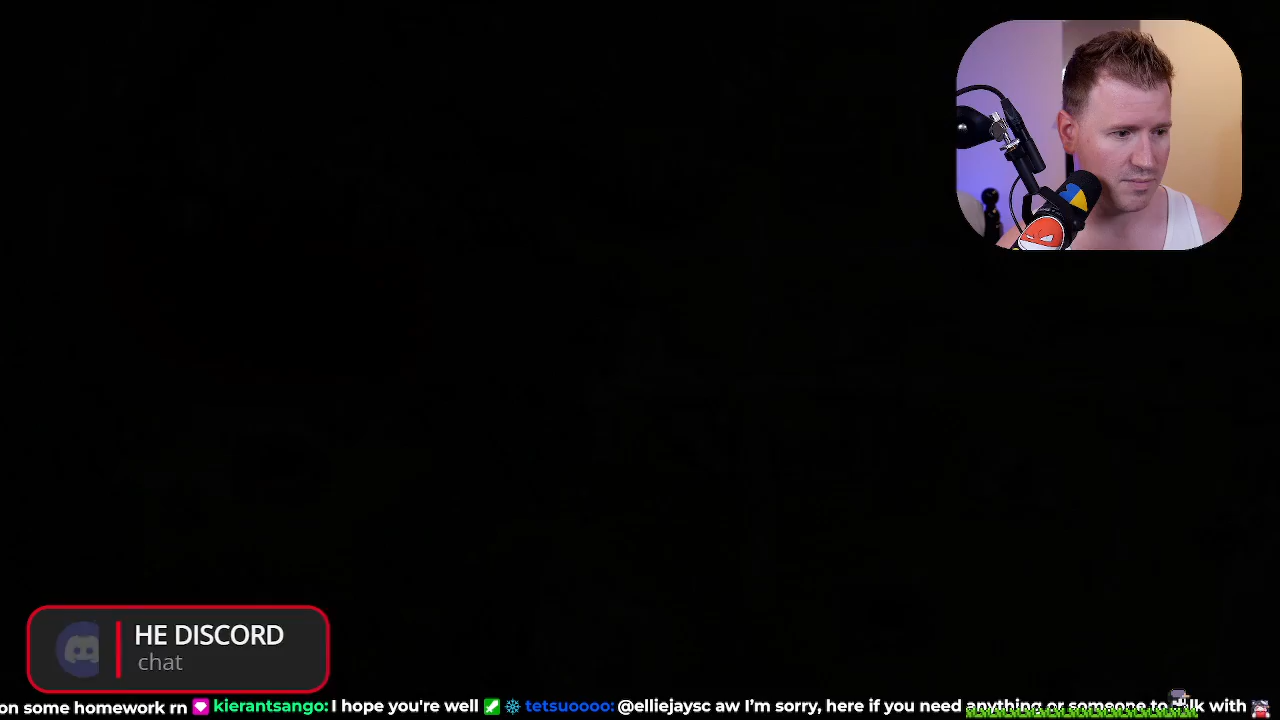 HE DISCORD
chat
on some homework rn kierantsango: I hope you're well tetsuoooo: @elliejaysc aw I'm sorry, here if you need anything or someone to talk with